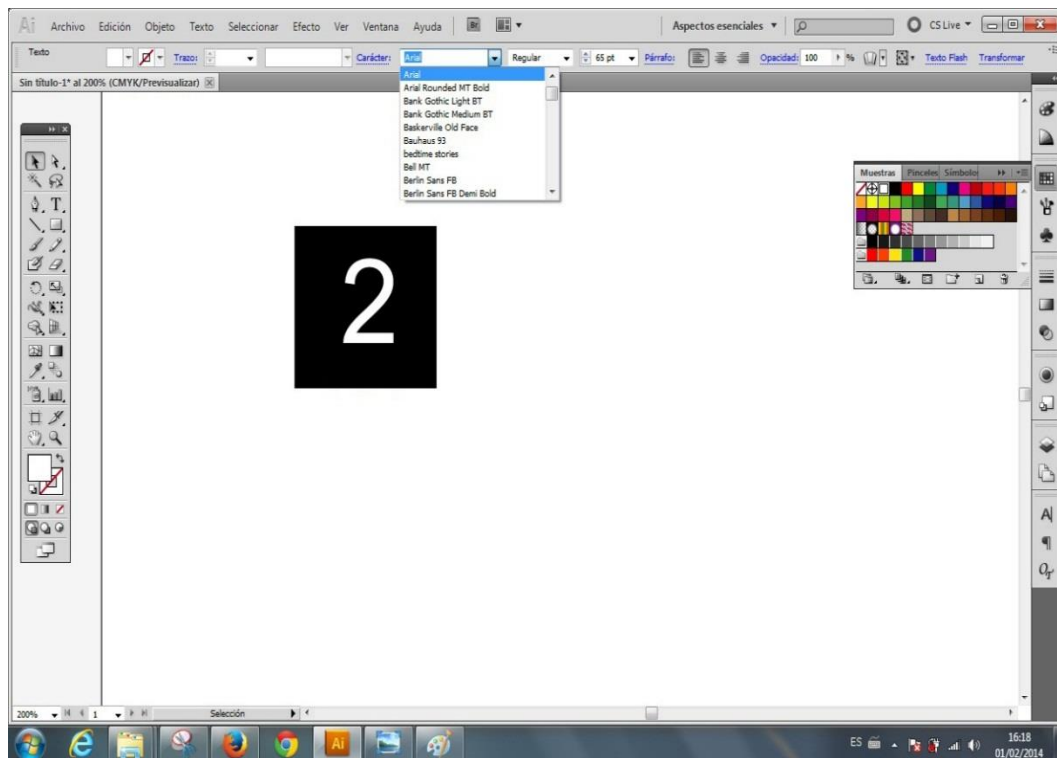 Ai Archivo Edición Objeto Texto Seleccionar Efecto Ver Ventana Ayuda Br Aspectos esenciales CS Live
Texto Trazo: Carácter: Arial Regular 65 pt Párrafo: Opacidad: 100 % Texto Flash Transformar
Sin título-1* al 200% (CMYK/Previsualizar)
Arial
Arial Rounded MT Bold
Bank Gothic Light BT
Bank Gothic Medium BT
Baskerville Old Face
Bauhaus 93
bedtime stories
Bell MT
Berlin Sans FB
Berlin Sans FB Demi Bold
Muestras Pinceles Símbolo
2
200% 1 Selección
Ai ES 16:18
01/02/2014